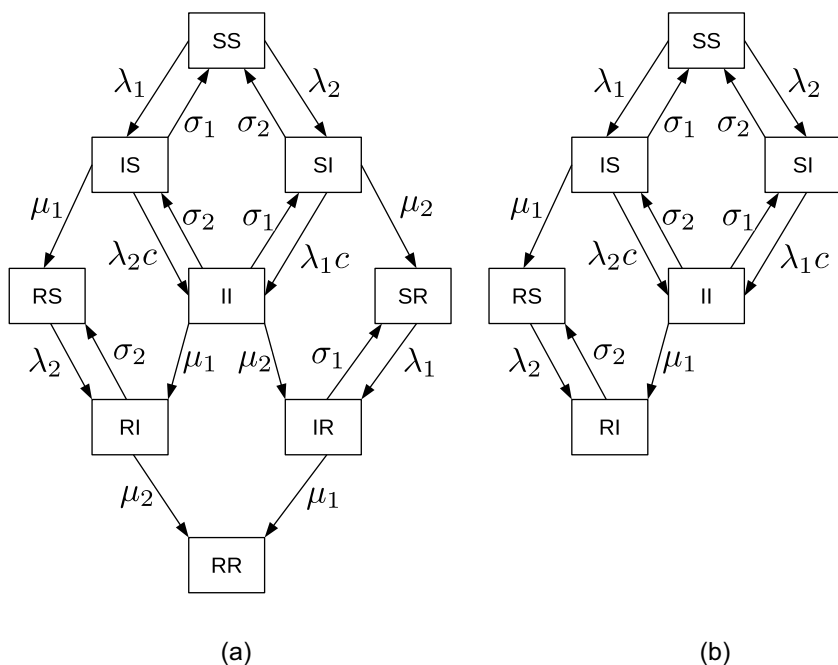 SS SS
λ₁ λ₂ λ₁ λ₂
σ₁ σ₂ σ₁ σ₂
IS SI IS SI
μ₁ σ₂ σ₁ μ₂ μ₁ σ₂ σ₁
λ₂c λ₁c λ₂c λ₁c
RS II SR RS II
λ₂ σ₂ μ₁ μ₂ σ₁ λ₁ λ₂ σ₂ μ₁
RI IR RI
μ₂ μ₁
RR
(a) (b)